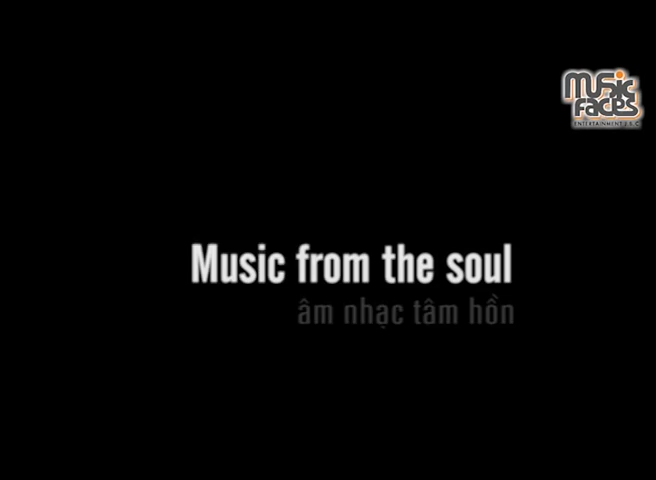 music
faces
ENTERTAINMENT J.S.C
Music from the soul
âm nhạc tâm hồn